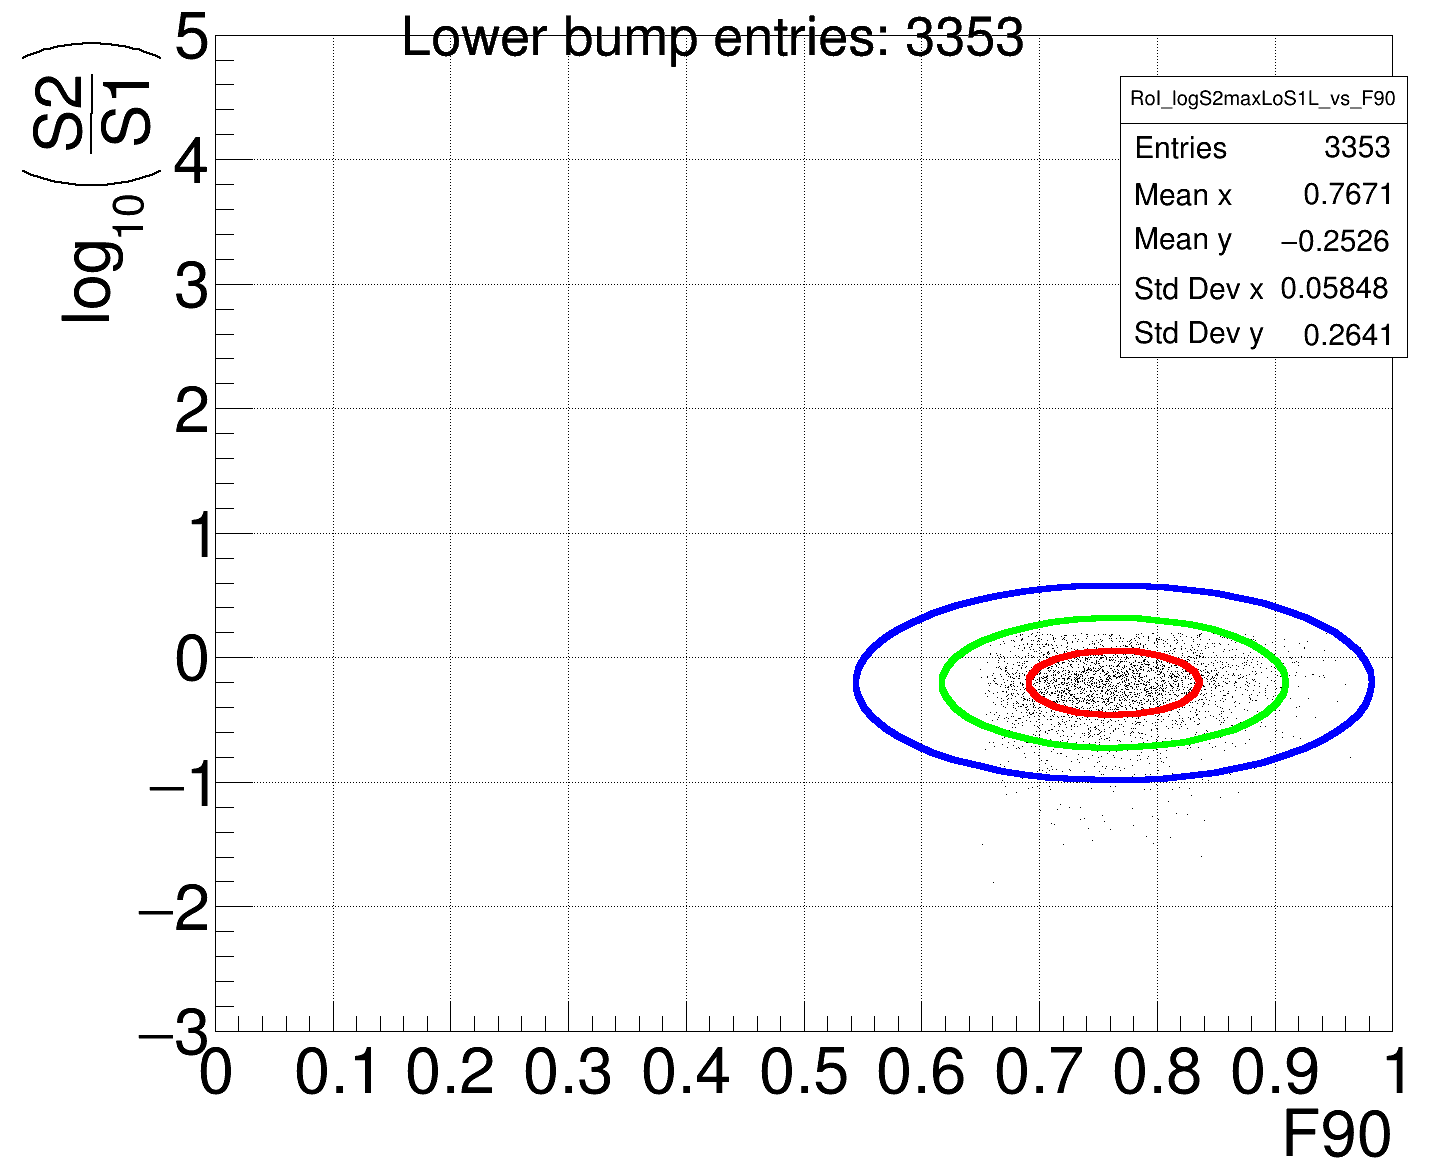 Lower bump entries: 3353
RoI_logS2maxLoS1L_vs_F90
Entries 3353
Mean x 0.7671
Mean y −0.2526
Std Dev x 0.05848
Std Dev y 0.2641
log10 (S2/S1)
5
4
3
2
1
0
−1
−2
−3
0 0.1 0.2 0.3 0.4 0.5 0.6 0.7 0.8 0.9 1
F90